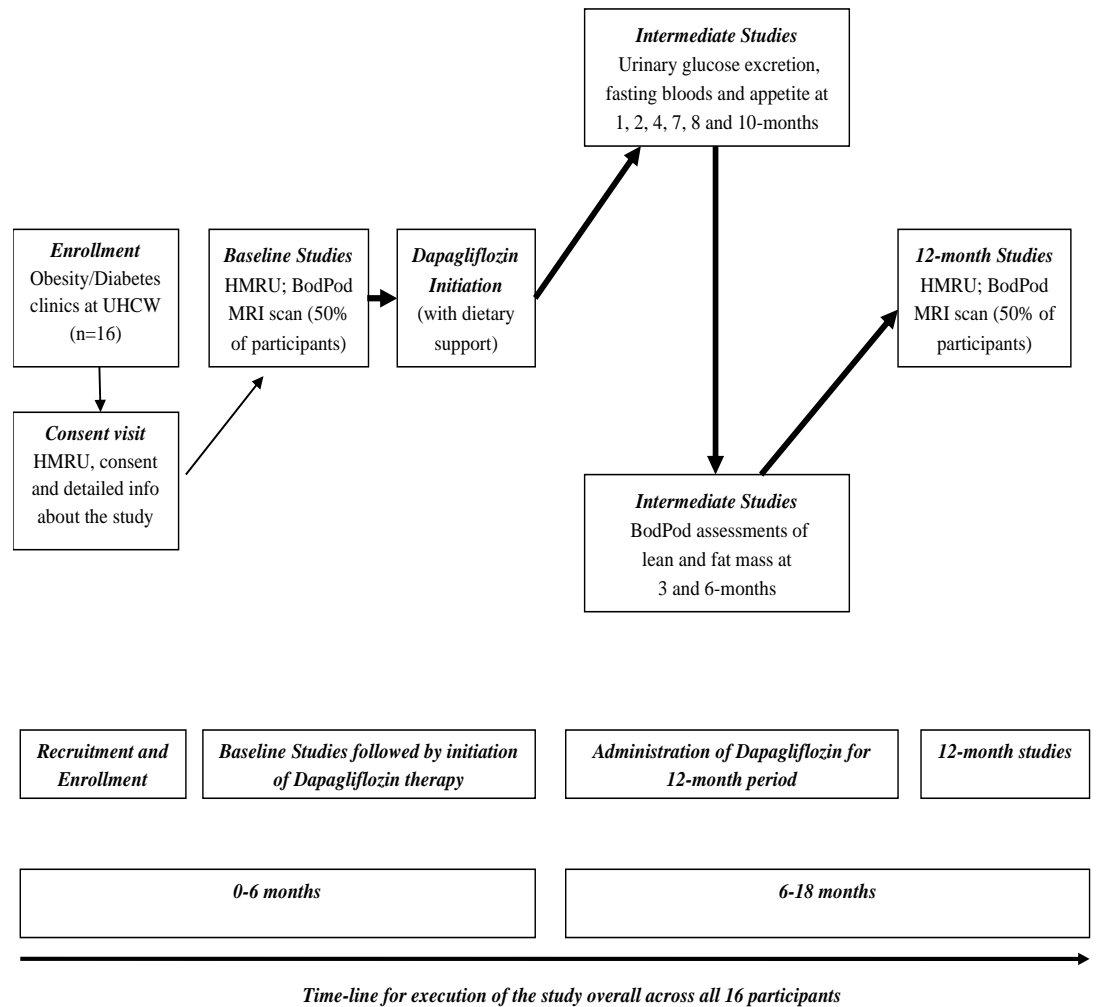 Enrollment
Obesity/Diabetes
clinics at UHCW
(n=16)
Consent visit
HMRU, consent
and detailed info
about the study
Baseline Studies
HMRU; BodPod
MRI scan (50%
of participants)
Dapagliflozin
Initiation
(with dietary
support)
Intermediate Studies
Urinary glucose excretion,
fasting bloods and appetite at
1, 2, 4, 7, 8 and 10-months
Intermediate Studies
BodPod assessments of
lean and fat mass at
3 and 6-months
12-month Studies
HMRU; BodPod
MRI scan (50% of
participants)
Recruitment and
Enrollment
Baseline Studies followed by initiation
of Dapagliflozin therapy
Administration of Dapagliflozin for
12-month period
12-month studies
0-6 months
6-18 months
Time-line for execution of the study overall across all 16 participants